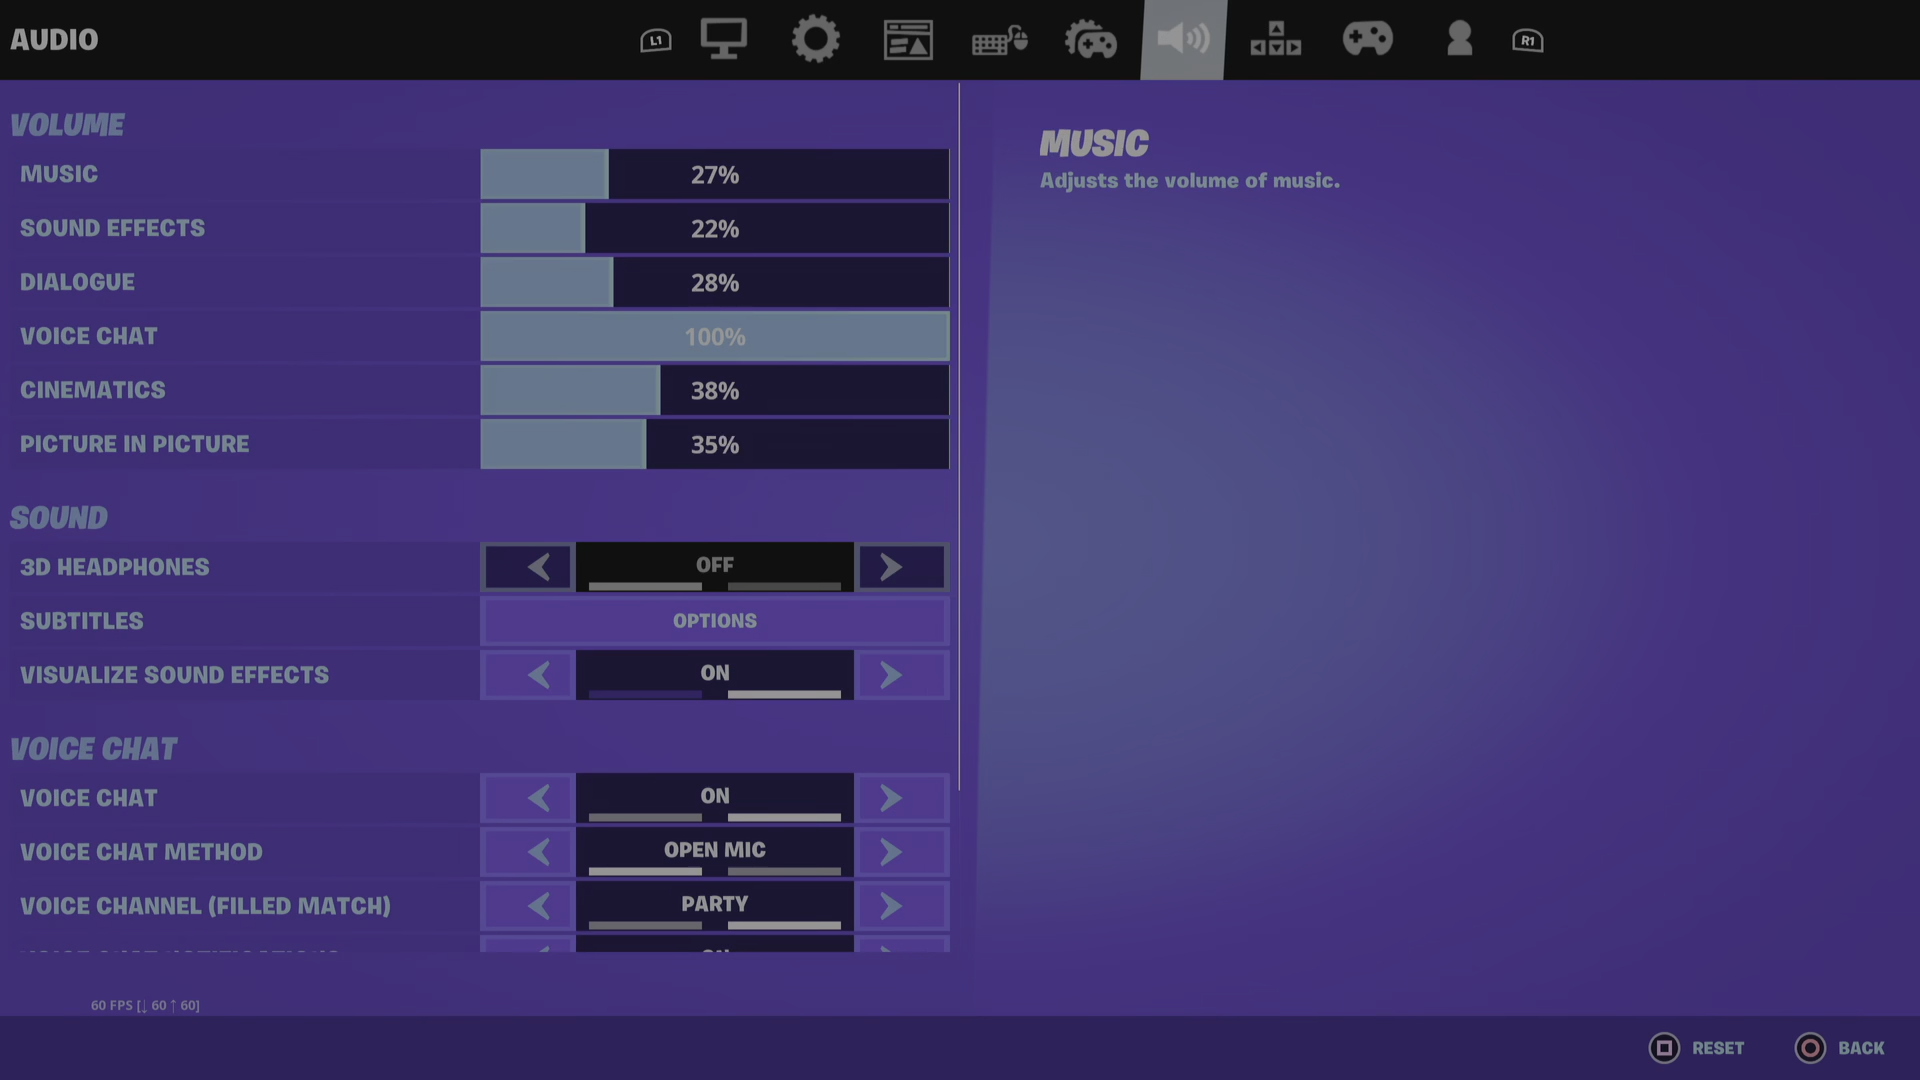 AUDIO
L1
R1
VOLUME
MUSIC
27%
SOUND EFFECTS
22%
DIALOGUE
28%
VOICE CHAT
100%
CINEMATICS
38%
PICTURE IN PICTURE
35%
SOUND
3D HEADPHONES
OFF
SUBTITLES
OPTIONS
VISUALIZE SOUND EFFECTS
ON
VOICE CHAT
VOICE CHAT
ON
VOICE CHAT METHOD
OPEN MIC
VOICE CHANNEL (FILLED MATCH)
PARTY
MUSIC
Adjusts the volume of music.
60 FPS [↓ 60 ↑ 60]
RESET
BACK